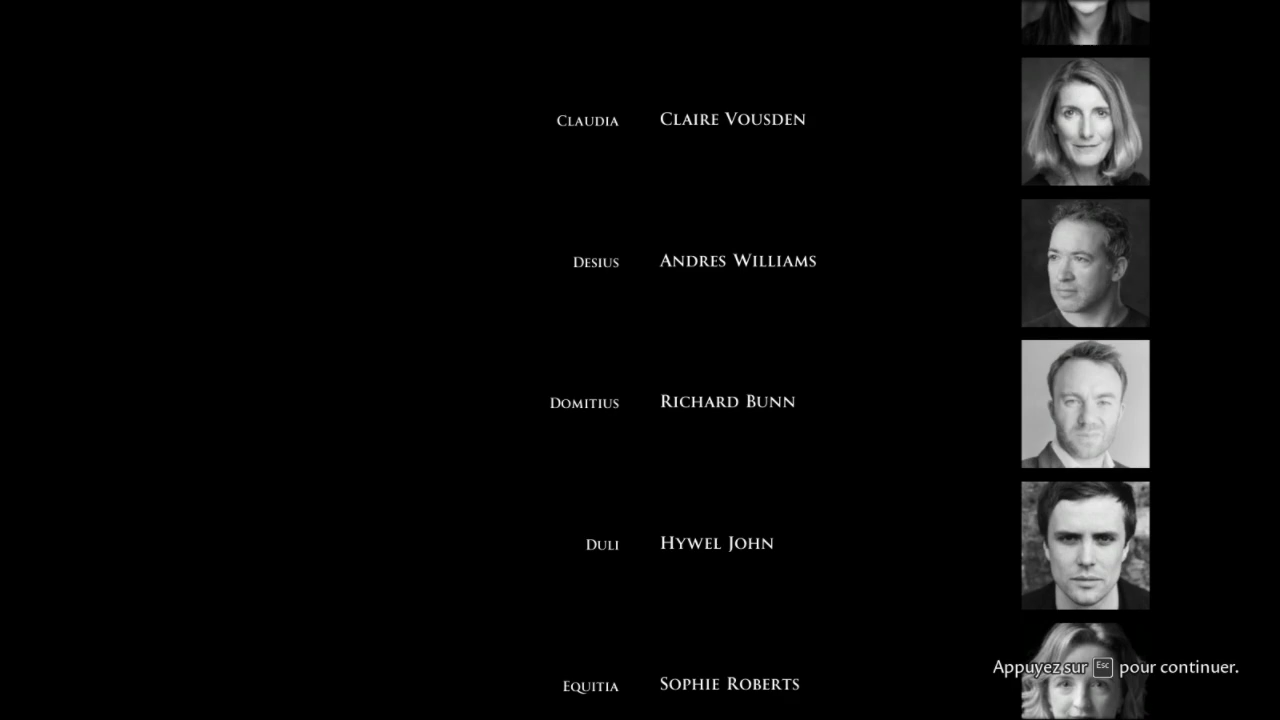 Claudia Claire Vousden
Desius Andres Williams
Domitius Richard Bunn
Duli Hywel John
Equitia Sophie Roberts
Appuyez sur Esc pour continuer.